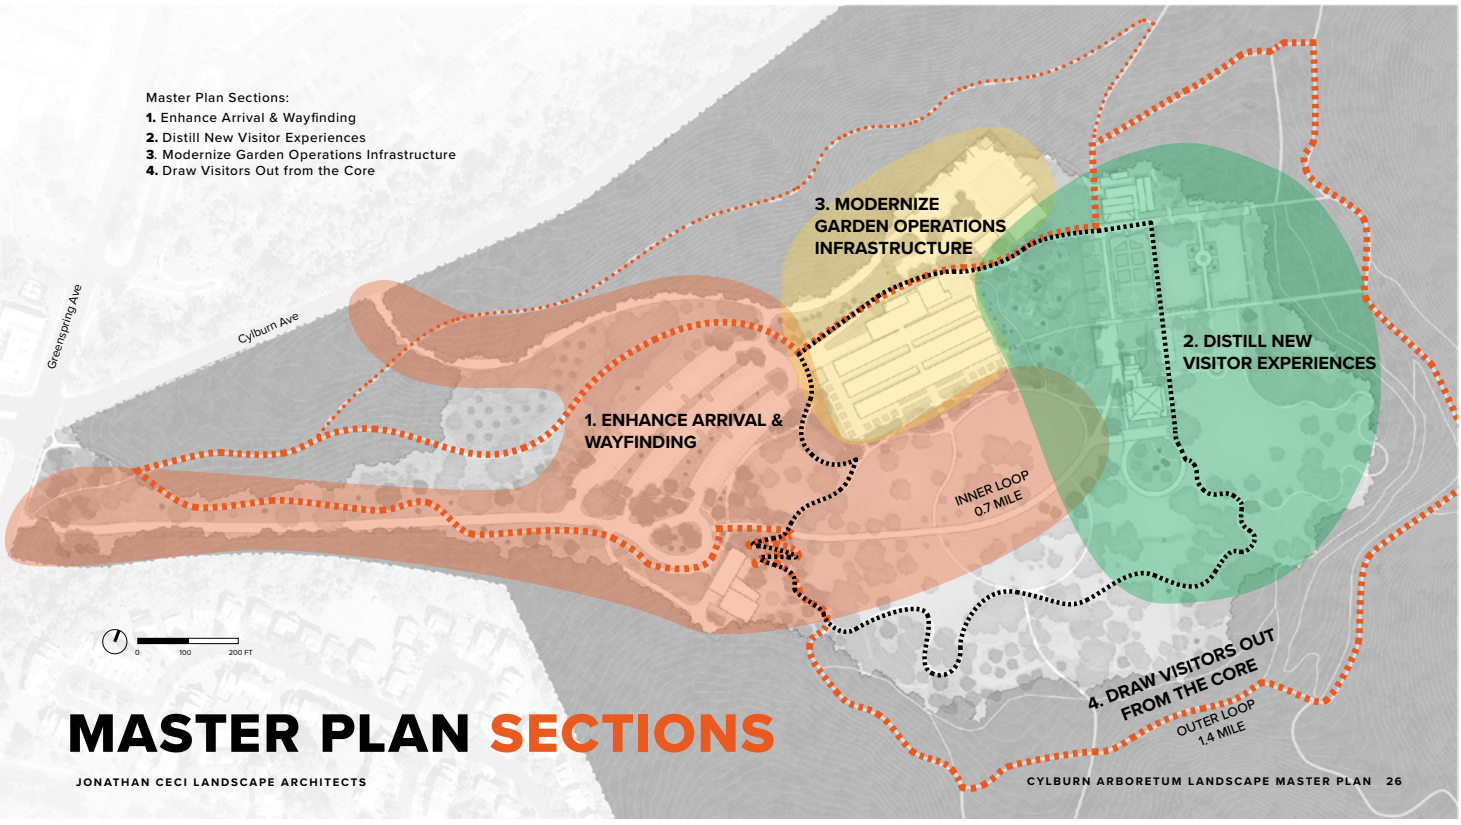 Master Plan Sections:
1. Enhance Arrival & Wayfinding
2. Distill New Visitor Experiences
3. Modernize Garden Operations Infrastructure
4. Draw Visitors Out from the Core
3. MODERNIZE
GARDEN OPERATIONS
INFRASTRUCTURE
Greenspring Ave
Cylburn Ave
2. DISTILL NEW
VISITOR EXPERIENCES
1. ENHANCE ARRIVAL &
WAYFINDING
INNER LOOP
0.7 MILE
4. DRAW VISITORS OUT
FROM THE CORE
OUTER LOOP
1.4 MILE
0 100 200 FT
MASTER PLAN SECTIONS
JONATHAN CECI LANDSCAPE ARCHITECTS
CYLBURN ARBORETUM LANDSCAPE MASTER PLAN 26